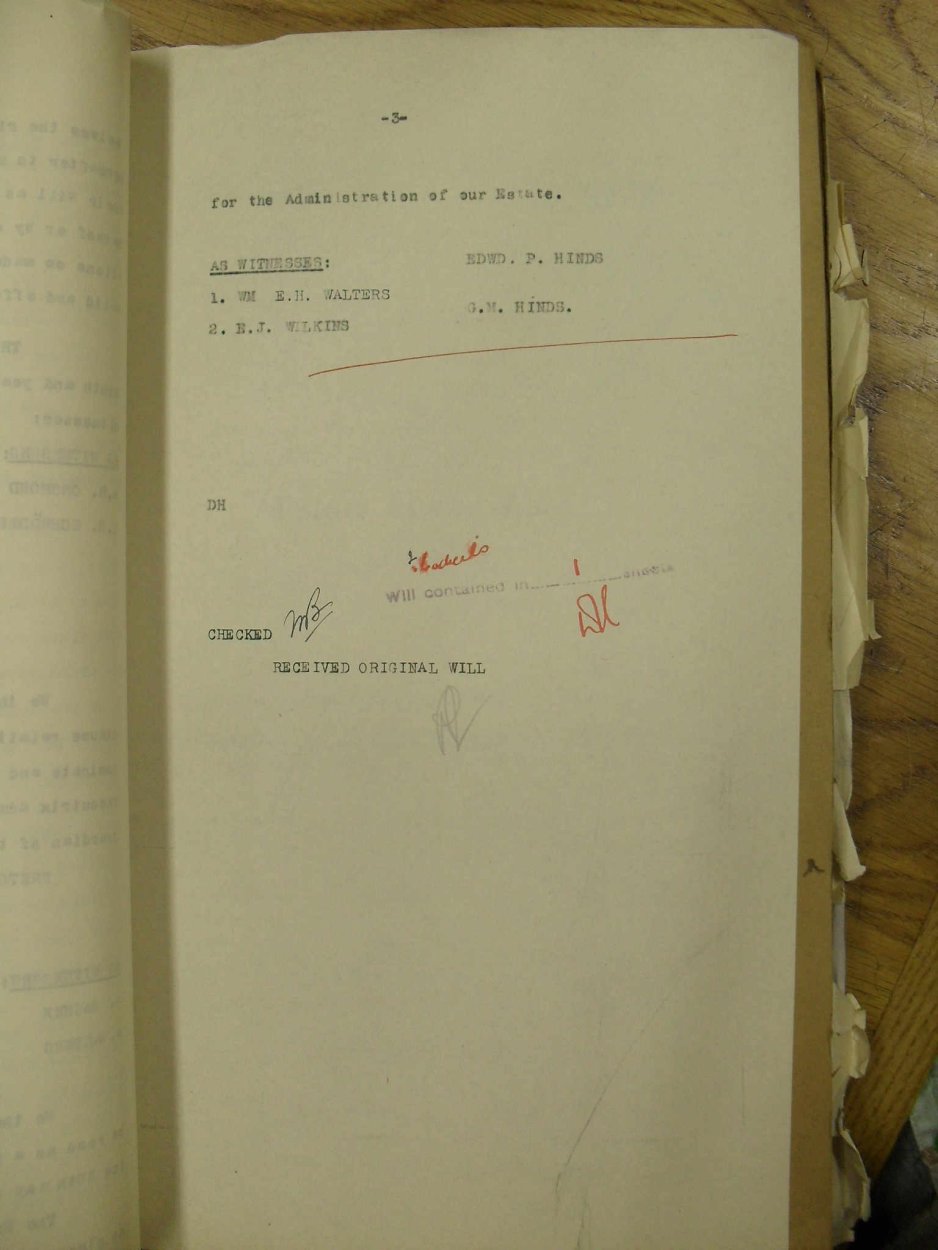 -3-
for the Administration of our Estate.
AS WITNESSES:
EDWD. P. HINDS
1. WM E.H. WALTERS
G.M. HINDS.
2. E.J. WILKINS
DH
Will contained in 1 sheets
CHECKED
RECEIVED ORIGINAL WILL